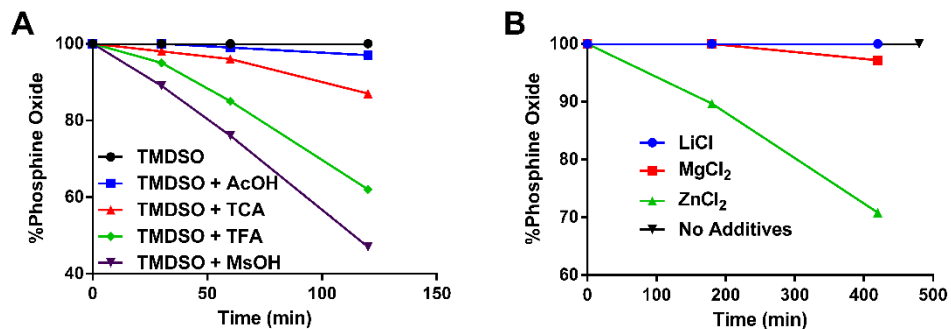 A
%Phosphine Oxide
100
80
60
40
0
50
100
150
Time (min)
TMDSO
TMDSO + AcOH
TMDSO + TCA
TMDSO + TFA
TMDSO + MsOH
B
%Phosphine Oxide
100
90
80
70
60
0
100
200
300
400
500
Time (min)
LiCl
MgCl₂
ZnCl₂
No Additives